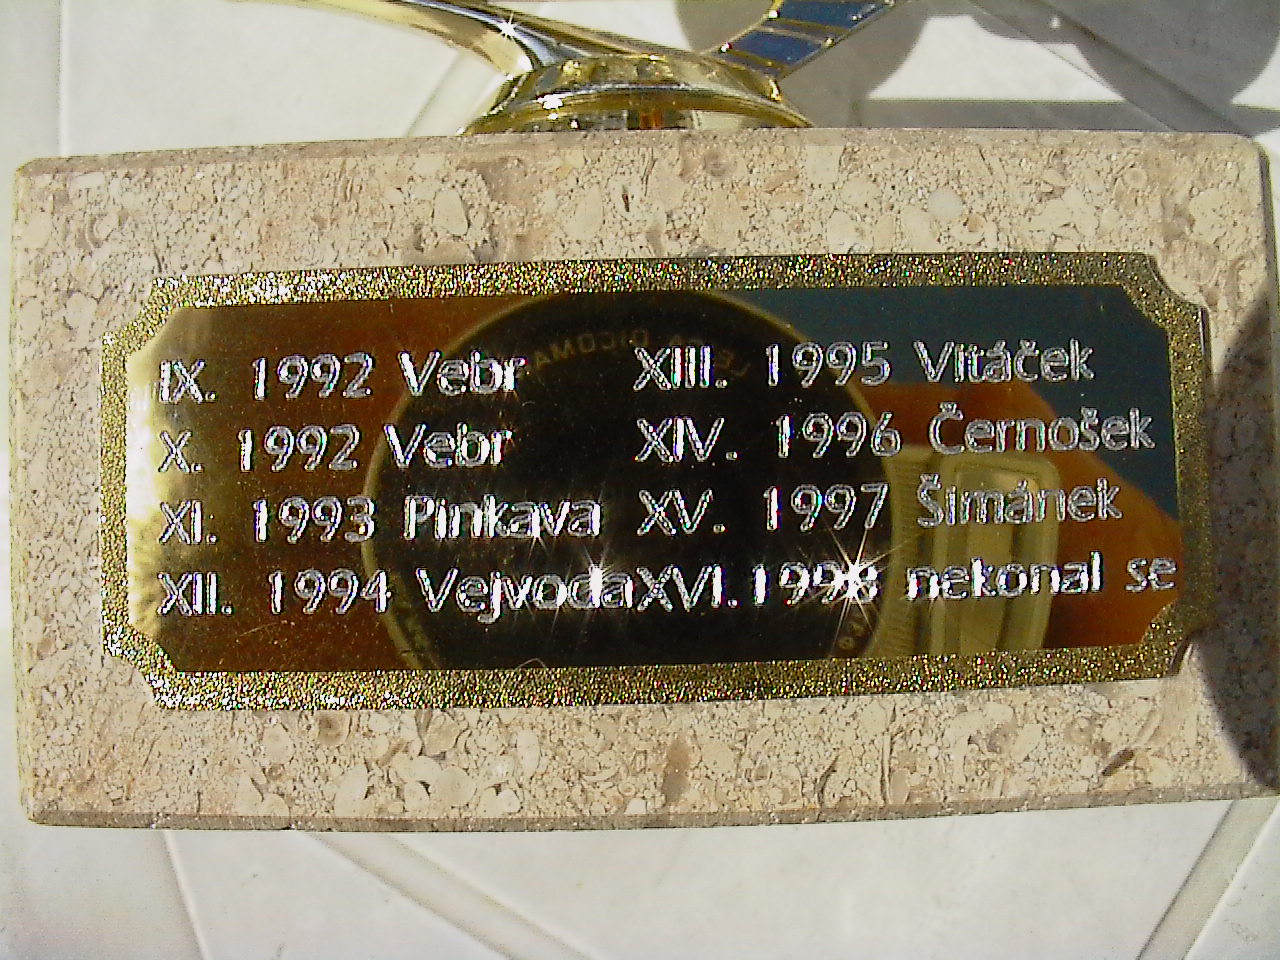 IX. 1992 Vebr
X. 1992 Vebr
XI. 1993 Pinkava
XII. 1994 Vejvoda
XIII. 1995 Vitáček
XIV. 1996 Černošek
XV. 1997 Šimánek
XVI. 1998 nekonal se